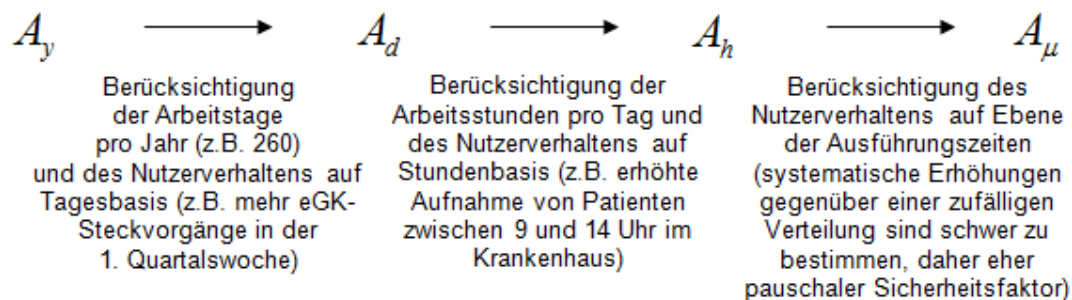 A_y ⟶ A_d ⟶ A_h ⟶ A_μ
Berücksichtigung
der Arbeitstage
pro Jahr (z.B. 260)
und des Nutzerverhaltens auf
Tagesbasis (z.B. mehr eGK-
Steckvorgänge in der
1. Quartalswoche)
Berücksichtigung der
Arbeitsstunden pro Tag und
des Nutzerverhaltens auf
Stundenbasis (z.B. erhöhte
Aufnahme von Patienten
zwischen 9 und 14 Uhr im
Krankenhaus)
Berücksichtigung des
Nutzerverhaltens auf Ebene
der Ausführungszeiten
(systematische Erhöhungen
gegenüber einer zufälligen
Verteilung sind schwer zu
bestimmen, daher eher
pauschaler Sicherheitsfaktor)